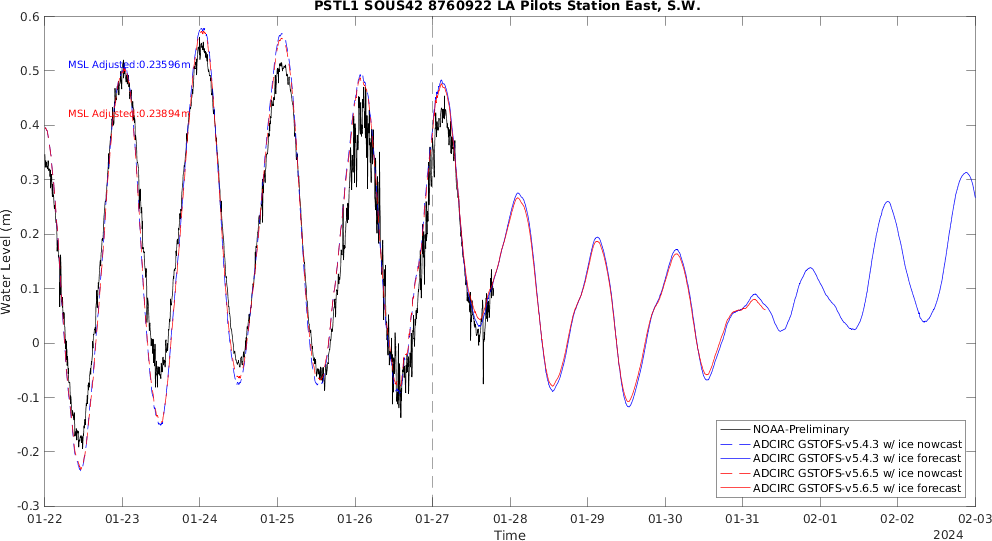 PSTL1 SOUS42 8760922 LA Pilots Station East, S.W.
0.6
0.5
0.4
0.3
0.2
0.1
0
-0.1
-0.2
-0.3
Water Level (m)
MSL Adjusted:0.23596m
MSL Adjusted:0.23894m
NOAA-Preliminary
ADCIRC GSTOFS-v5.4.3 w/ ice nowcast
ADCIRC GSTOFS-v5.4.3 w/ ice forecast
ADCIRC GSTOFS-v5.6.5 w/ ice nowcast
ADCIRC GSTOFS-v5.6.5 w/ ice forecast
01-22 01-23 01-24 01-25 01-26 01-27 01-28 01-29 01-30 01-31 02-01 02-02 02-03
Time
2024